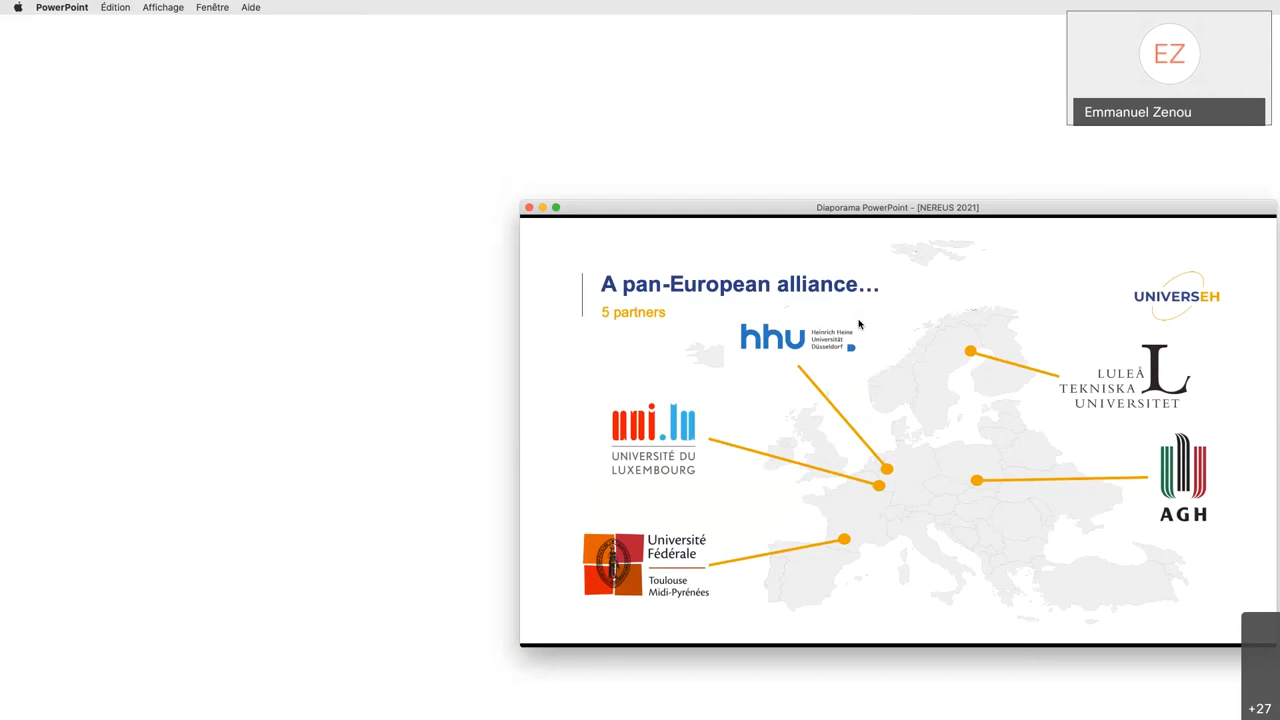 PowerPoint Édition Affichage Fenêtre Aide
EZ
Emmanuel Zenou
Diaporama PowerPoint - [NEREUS 2021]
A pan-European alliance…
5 partners
UNIVERSEH
hhu Heinrich Heine
Universität
Düsseldorf
LULEÅ
TEKNISKA
UNIVERSITET
L
uni.lu
UNIVERSITÉ DU
LUXEMBOURG
AGH
Université
Fédérale
Toulouse
Midi-Pyrénées
+27